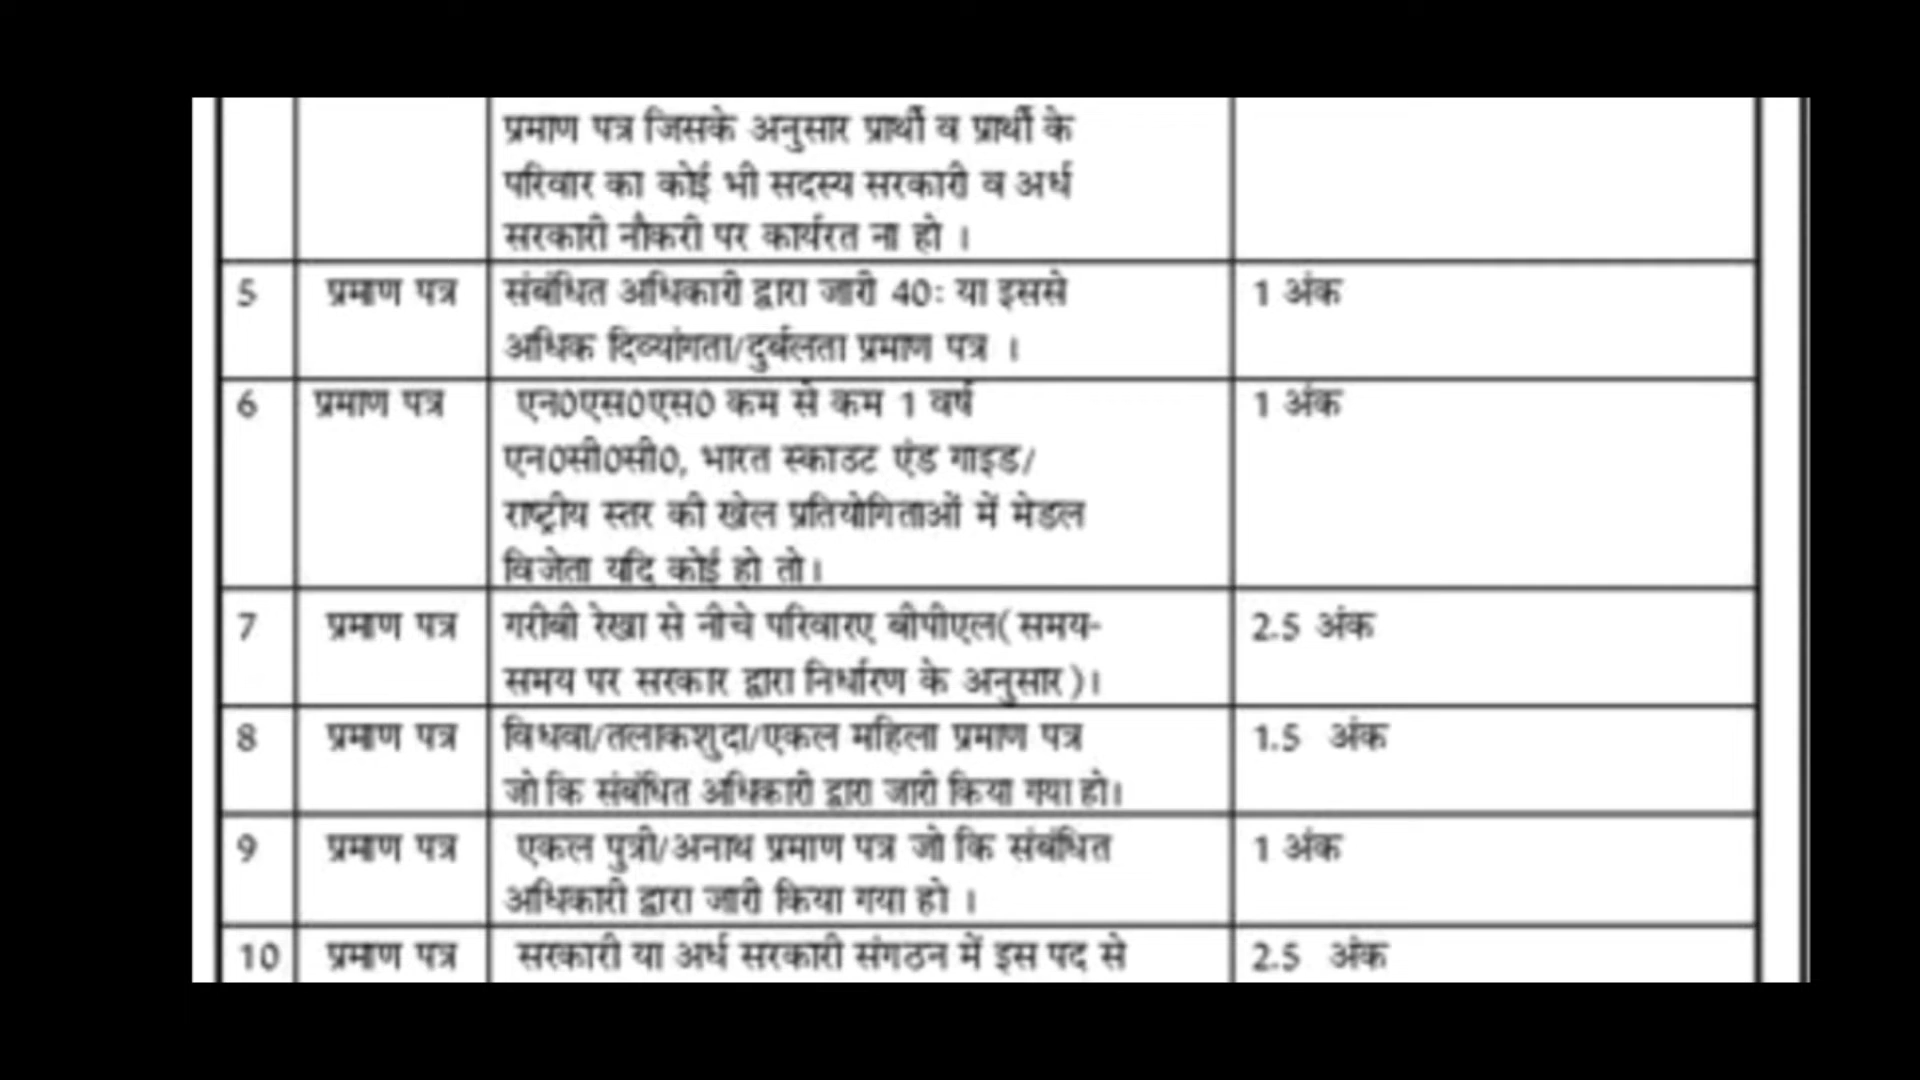 प्रमाण पत्र जिसके अनुसार प्रार्थी व प्रार्थी के
परिवार का कोई भी सदस्य सरकारी व अर्ध
सरकारी नौकरी पर कार्यरत ना हो ।
5 प्रमाण पत्र संबंधित अधिकारी द्वारा जारी 40: या इससे 1 अंक
अधिक दिव्यांगता/दुर्बलता प्रमाण पत्र ।
6 प्रमाण पत्र एन0एस0एस0 कम से कम 1 वर्ष 1 अंक
एन0सी0सी0, भारत स्काउट एंड गाइड/
राष्ट्रीय स्तर की खेल प्रतियोगिताओं में मेडल
विजेता यदि कोई हो तो।
7 प्रमाण पत्र गरीबी रेखा से नीचे परिवारए बीपीएल( समय- 2.5 अंक
समय पर सरकार द्वारा निर्धारण के अनुसार )।
8 प्रमाण पत्र विधवा/तलाकशुदा/एकल महिला प्रमाण पत्र 1.5 अंक
जो कि संबंधित अधिकारी द्वारा जारी किया गया हो।
9 प्रमाण पत्र एकल पुत्री/अनाथ प्रमाण पत्र जो कि संबंधित 1 अंक
अधिकारी द्वारा जारी किया गया हो ।
10 प्रमाण पत्र सरकारी या अर्ध सरकारी संगठन में इस पद से 2.5 अंक